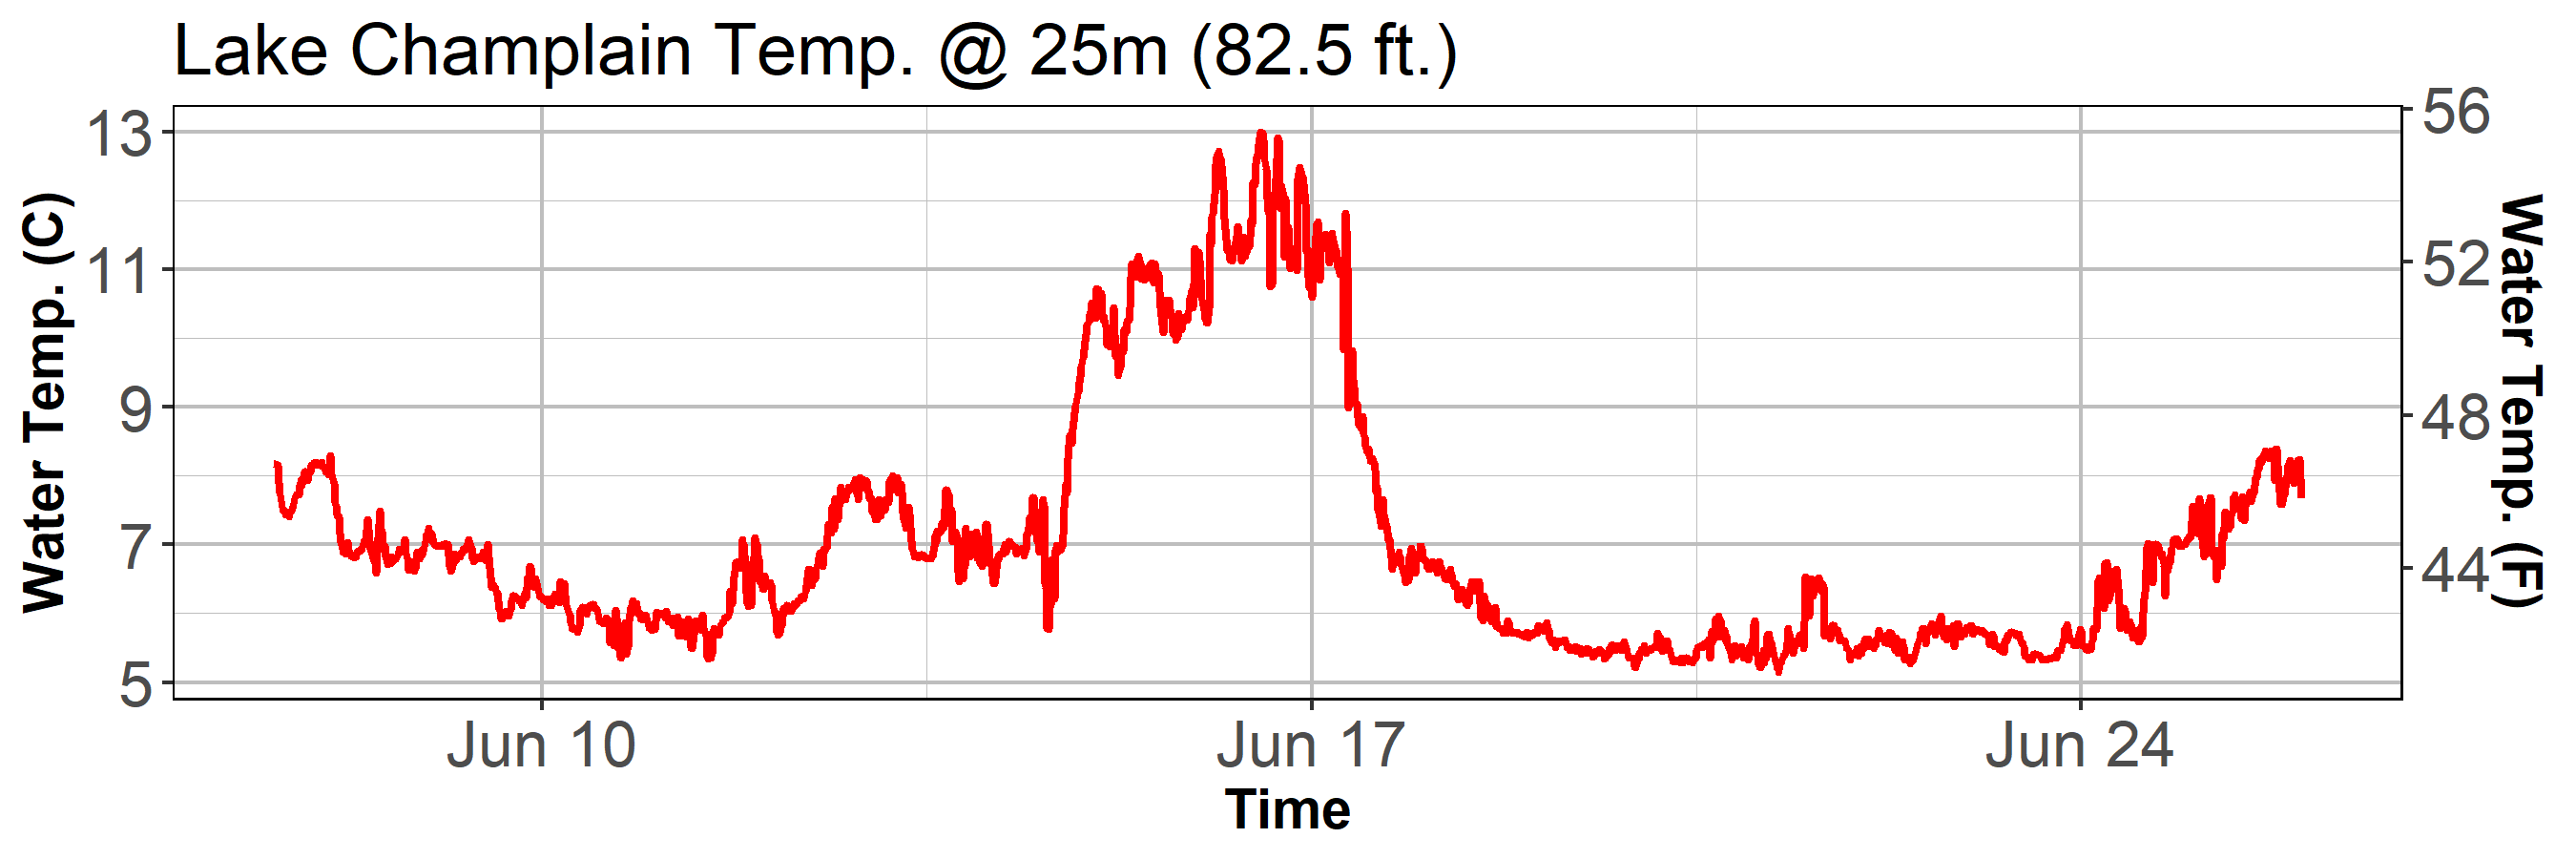 Lake Champlain Temp. @ 25m (82.5 ft.)
Water Temp. (C)
13
11
9
7
5
56
52
48
44
Water Temp. (F)
Jun 10
Jun 17
Jun 24
Time